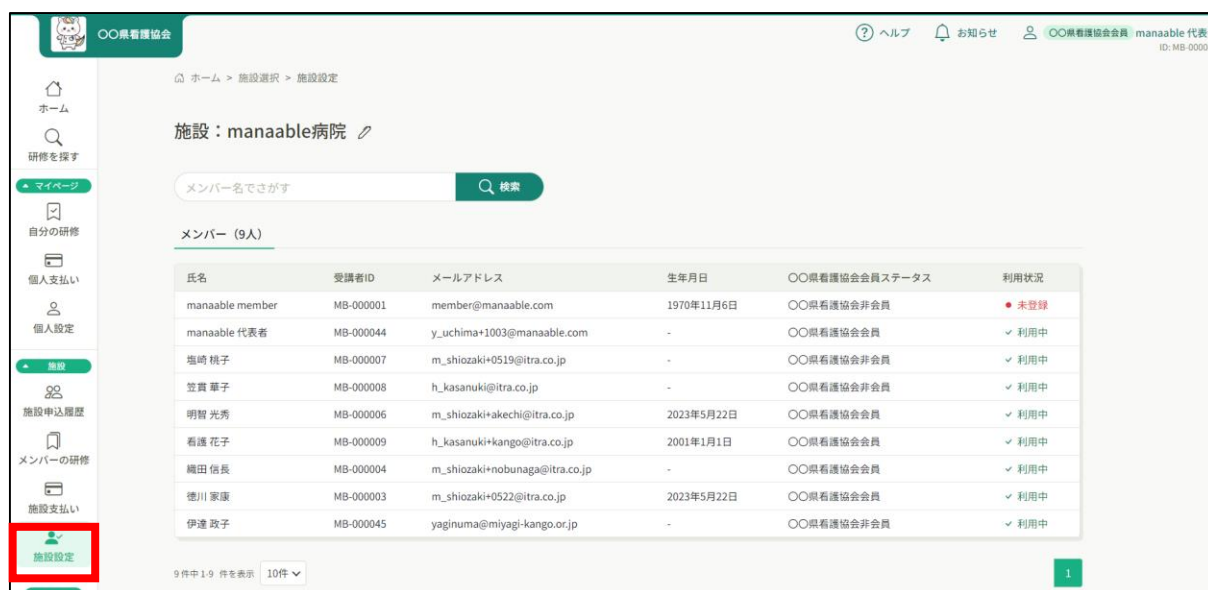 〇〇県看護協会
ヘルプ
お知らせ
〇〇県看護協会会員 manaable 代表
ID: MB-0000
ホーム > 施設選択 > 施設設定
ホーム
研修を探す
マイページ
自分の研修
個人支払い
個人設定
施設
施設申込履歴
メンバーの研修
施設支払い
施設設定
施設：manaable病院
メンバー名でさがす 検索
メンバー（9人）
氏名 受講者ID メールアドレス 生年月日 〇〇県看護協会会員ステータス 利用状況
manaable member MB-000001 member@manaable.com 1970年11月6日 〇〇県看護協会非会員 未登録
manaable 代表者 MB-000044 y_uchima+1003@manaable.com - 〇〇県看護協会会員 利用中
塩崎 桃子 MB-000007 m_shiozaki+0519@itra.co.jp - 〇〇県看護協会非会員 利用中
笠貫 華子 MB-000008 h_kasanuki@itra.co.jp - 〇〇県看護協会非会員 利用中
明智 光秀 MB-000006 m_shiozaki+akechi@itra.co.jp 2023年5月22日 〇〇県看護協会会員 利用中
看護 花子 MB-000009 h_kasanuki+kango@itra.co.jp 2001年1月1日 〇〇県看護協会会員 利用中
織田 信長 MB-000004 m_shiozaki+nobunaga@itra.co.jp - 〇〇県看護協会会員 利用中
徳川 家康 MB-000003 m_shiozaki+0522@itra.co.jp 2023年5月22日 〇〇県看護協会会員 利用中
伊達 政子 MB-000045 yaginuma@miyagi-kango.or.jp - 〇〇県看護協会非会員 利用中
9件中 1-9 件を表示 10件 1